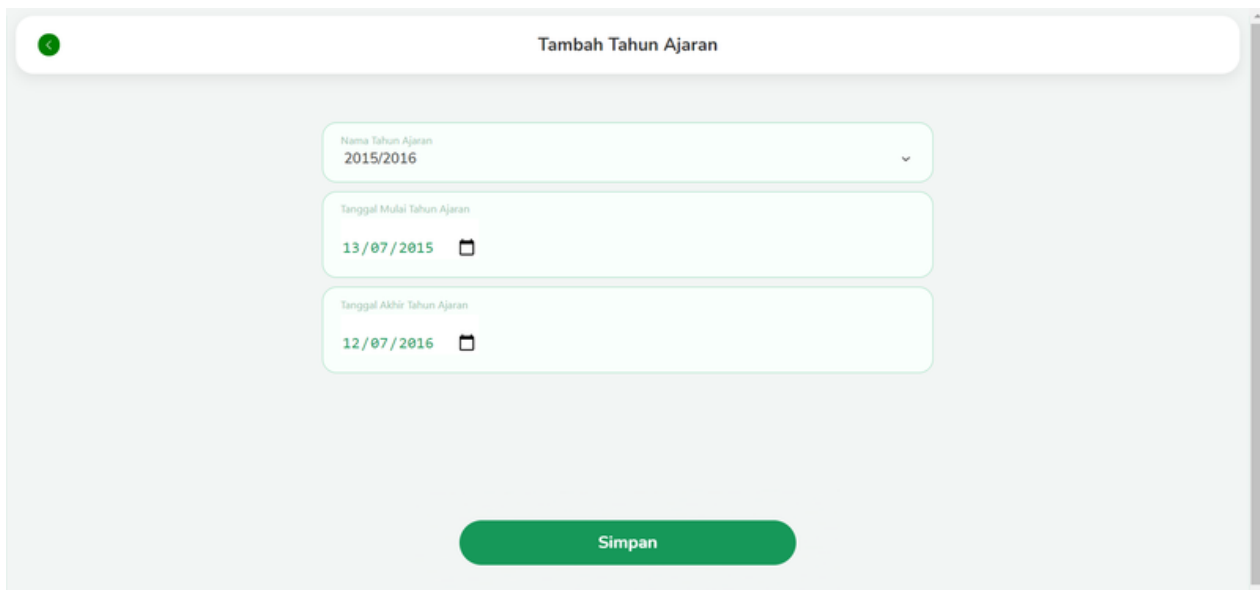 Tambah Tahun Ajaran
Nama Tahun Ajaran
2015/2016
Tanggal Mulai Tahun Ajaran
13/07/2015
Tanggal Akhir Tahun Ajaran
12/07/2016
Simpan